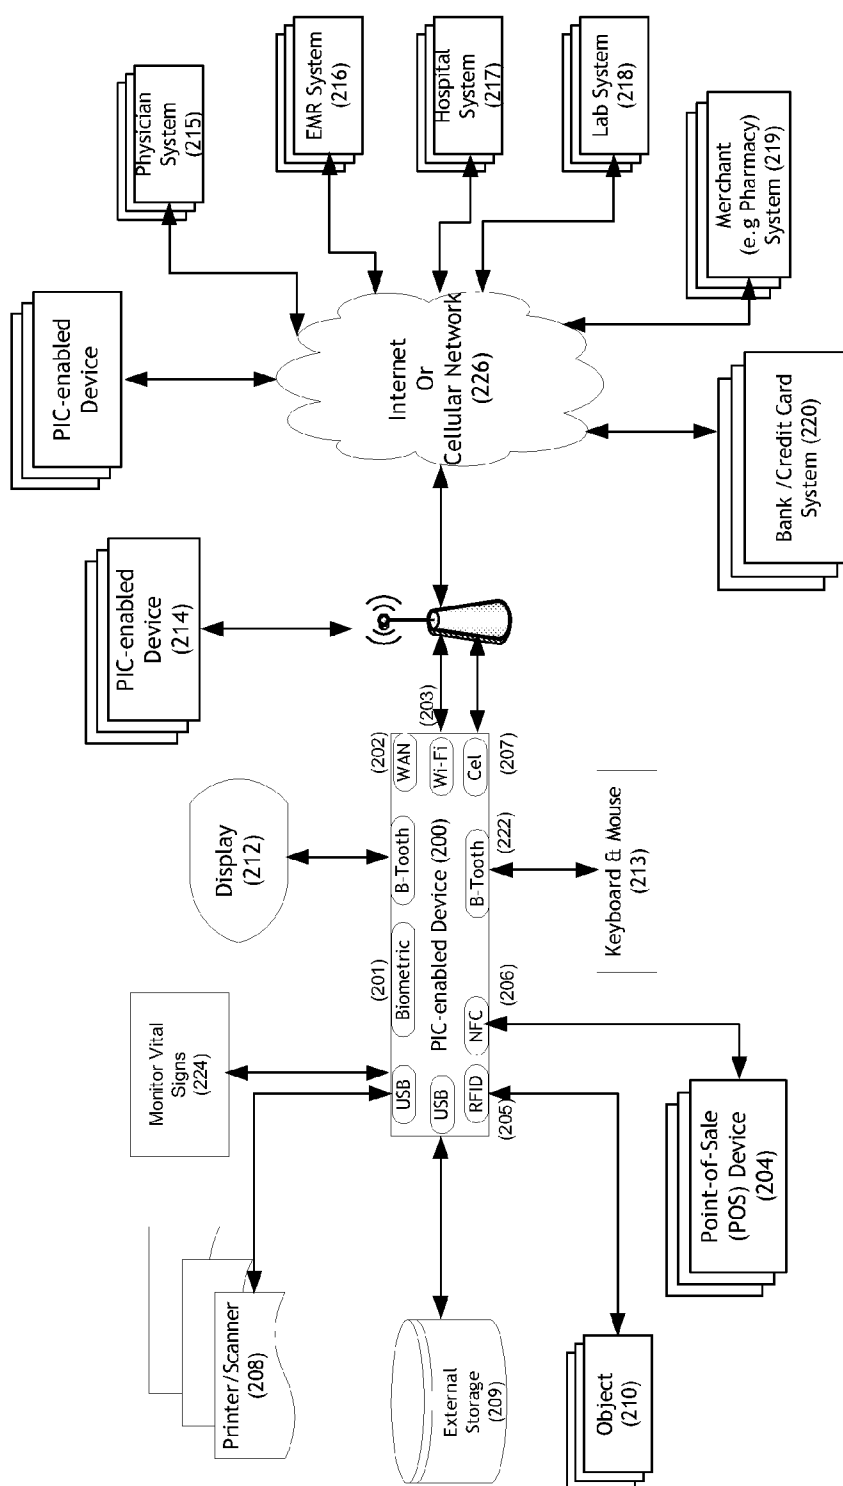 Printer/Scanner
(208)
Monitor Vital
Signs
(224)
Display
(212)
PIC-enabled
Device
(214)
PIC-enabled
Device
Physician
System
(215)
EMR System
(216)
Hospital
System
(217)
Lab System
(218)
Merchant
(e.g Pharmacy)
System (219)
Bank /Credit Card
System (220)
Internet
Or
Cellular Network
(226)
External
Storage
(209)
(201)
(202)
(203)
USB
Biometric
B-Tooth
WAN
USB
PIC-enabled Device (200)
Wi-Fi
RFID
NFC
B-Tooth
Cel
(205)
(206)
(222)
(207)
Keyboard & Mouse
(213)
Point-of-Sale
(POS) Device
(204)
Object
(210)